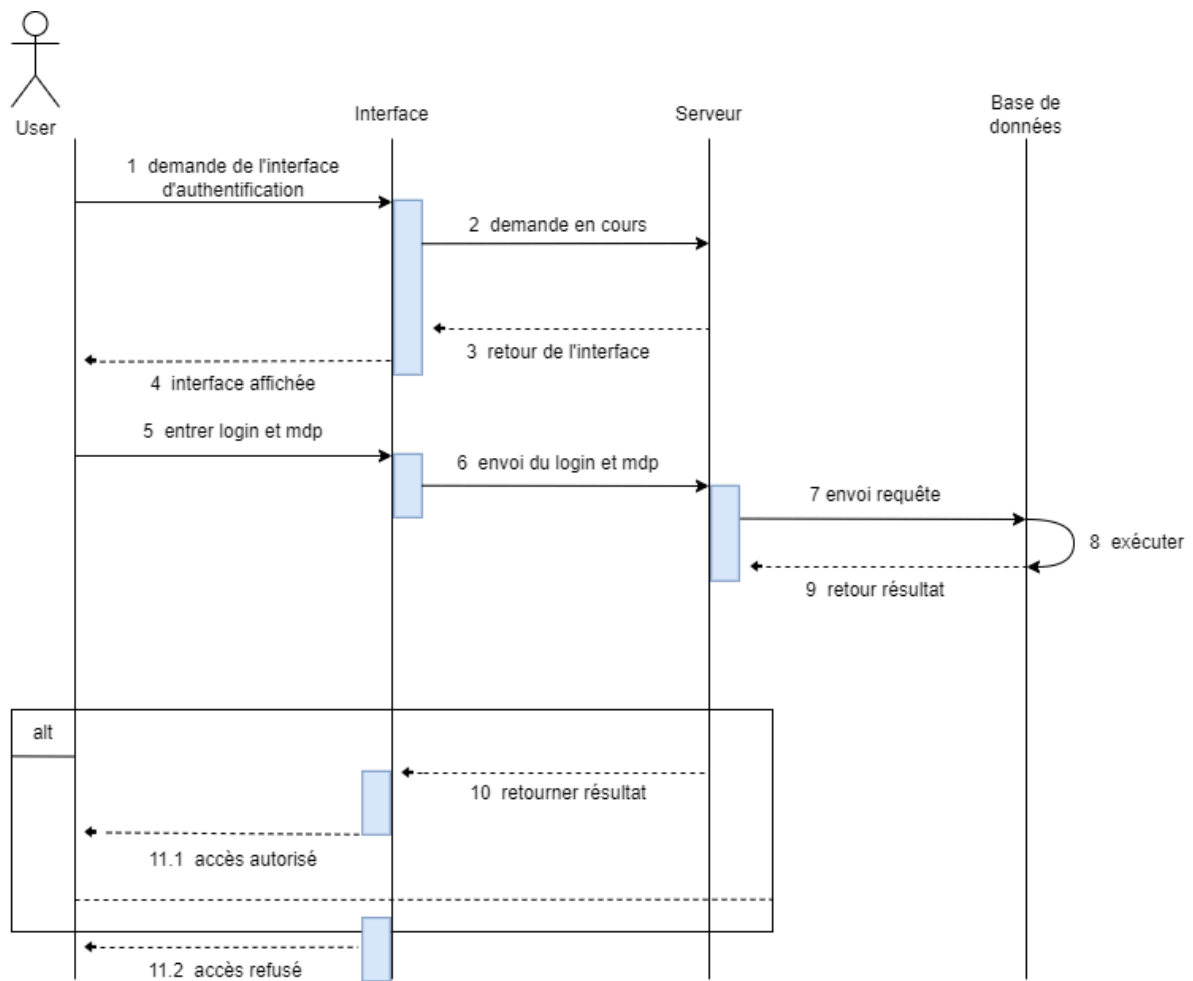 User
Interface
Serveur
Base de
données
1 demande de l'interface
d'authentification
2 demande en cours
3 retour de l'interface
4 interface affichée
5 entrer login et mdp
6 envoi du login et mdp
7 envoi requête
8 exécuter
9 retour résultat
alt
10 retourner résultat
11.1 accès autorisé
11.2 accès refusé